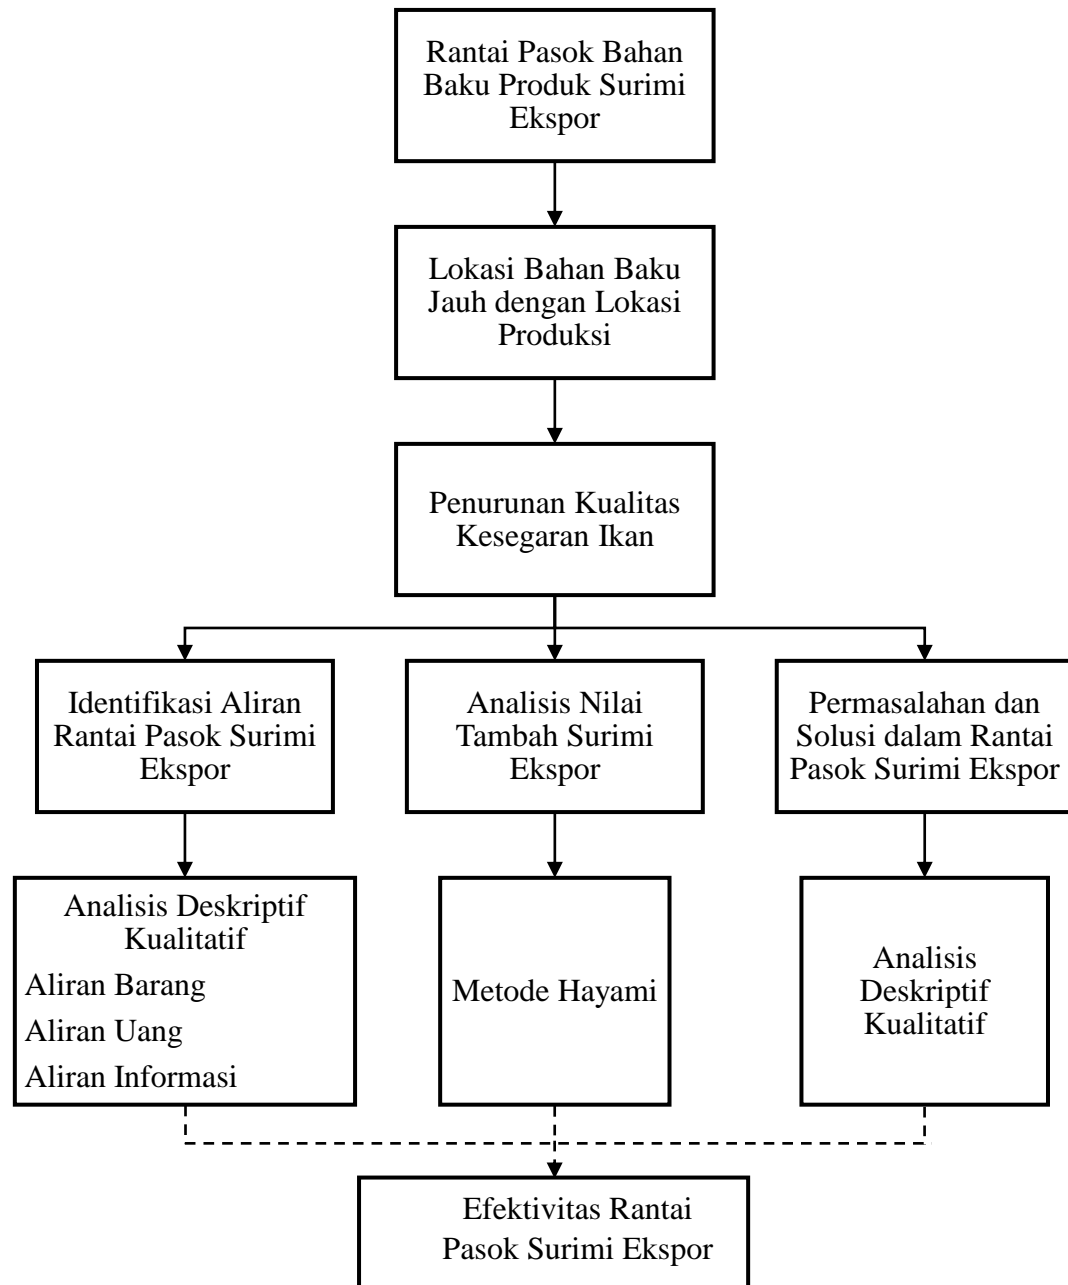 Rantai Pasok Bahan
Baku Produk Surimi
Ekspor
Lokasi Bahan Baku
Jauh dengan Lokasi
Produksi
Penurunan Kualitas
Kesegaran Ikan
Identifikasi Aliran
Rantai Pasok Surimi
Ekspor
Analisis Nilai
Tambah Surimi
Ekspor
Permasalahan dan
Solusi dalam Rantai
Pasok Surimi Ekspor
Analisis Deskriptif
Kualitatif
Aliran Barang
Aliran Uang
Aliran Informasi
Metode Hayami
Analisis
Deskriptif
Kualitatif
Efektivitas Rantai
Pasok Surimi Ekspor